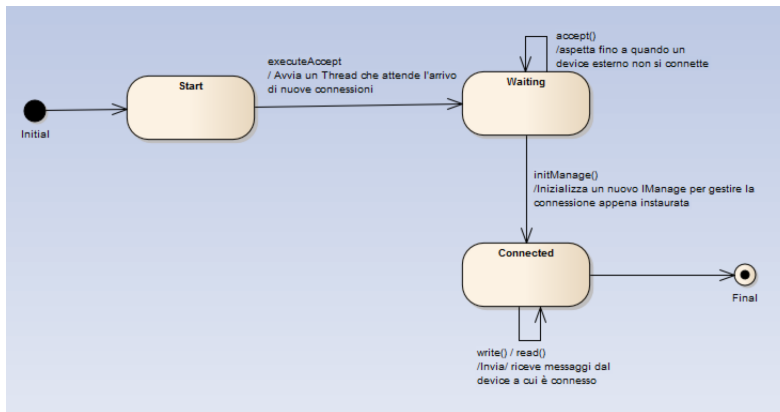 accept()
/aspetta fino a quando un
device esterno non si connette
executeAccept
/ Avvia un Thread che attende l'arrivo
di nuove connessioni
Start
Waiting
Initial
initManage()
/Inizializza un nuovo IManage per gestire la
connessione appena instaurata
Connected
Final
write() / read()
/Invia/ riceve messaggi dal
device a cui è connesso